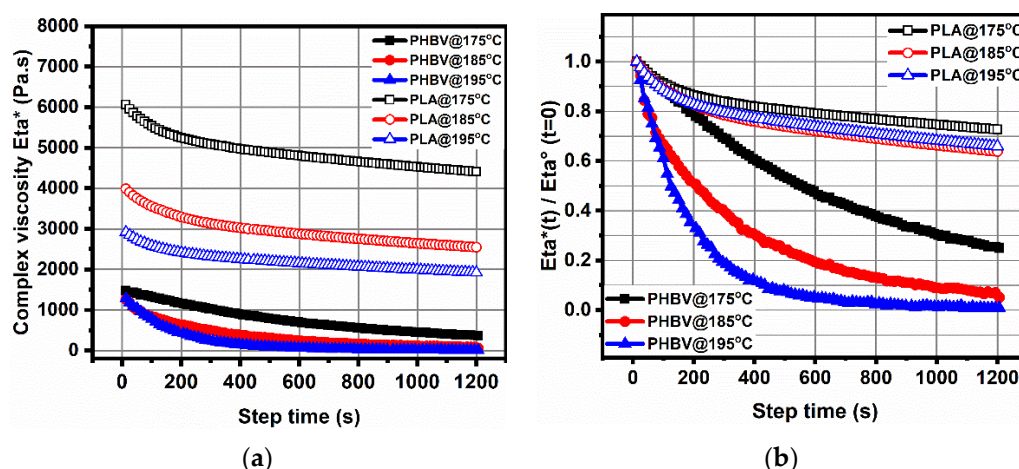 8000
7000
6000
5000
4000
3000
2000
1000
0
Complex viscosity Eta* (Pa.s)
PHBV@175°C
PHBV@185°C
PHBV@195°C
PLA@175°C
PLA@185°C
PLA@195°C
0 200 400 600 800 1000 1200
Step time (s)
(a)
1.0
0.8
0.6
0.4
0.2
0.0
Eta*(t) / Eta° (t=0)
PLA@175°C
PLA@185°C
PLA@195°C
PHBV@175°C
PHBV@185°C
PHBV@195°C
0 200 400 600 800 1000 1200
Step time (s)
(b)